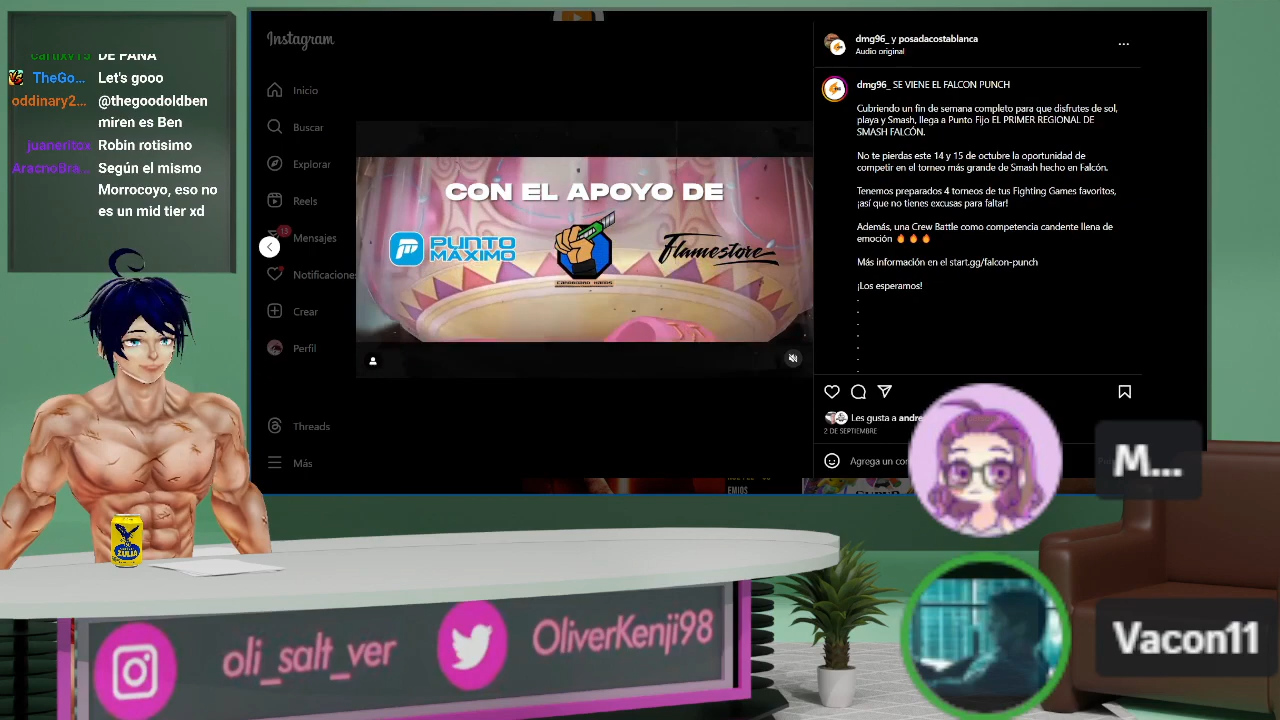 DE PANA
TheGo... Let's gooo
oddinary2... @thegoodoldben
miren es Ben
juaneritox Robin rotisimo
AracnoBra... Según el mismo
Morrocoyo, eso no
es un mid tier xd
Instagram
Inicio
Buscar
Explorar
Reels
13
Mensajes
Notificaciones
Crear
Perfil
Threads
Más
CON EL APOYO DE
PUNTO
MÁXIMO
Flamestore
dmg96_ y posadacostablanca
Audio original
dmg96_ SE VIENE EL FALCON PUNCH
Cubriendo un fin de semana completo para que disfrutes de sol,
playa y Smash, llega a Punto Fijo EL PRIMER REGIONAL DE
SMASH FALCÓN.
No te pierdas este 14 y 15 de octubre la oportunidad de
competir en el torneo más grande de Smash hecho en Falcón.
Tenemos preparados 4 torneos de tus Fighting Games favoritos,
¡así que no tienes excusas para faltar!
Además, una Crew Battle como competencia candente llena de
emoción 🔥🔥🔥
Más información en el start.gg/falcon-punch
¡Los esperamos!
.
.
.
.
.
.
.
Les gusta a andre
2 DE SEPTIEMBRE
Agrega un con
M...
Vacon11
ZULIA
oli_salt_ver
OliverKenji98